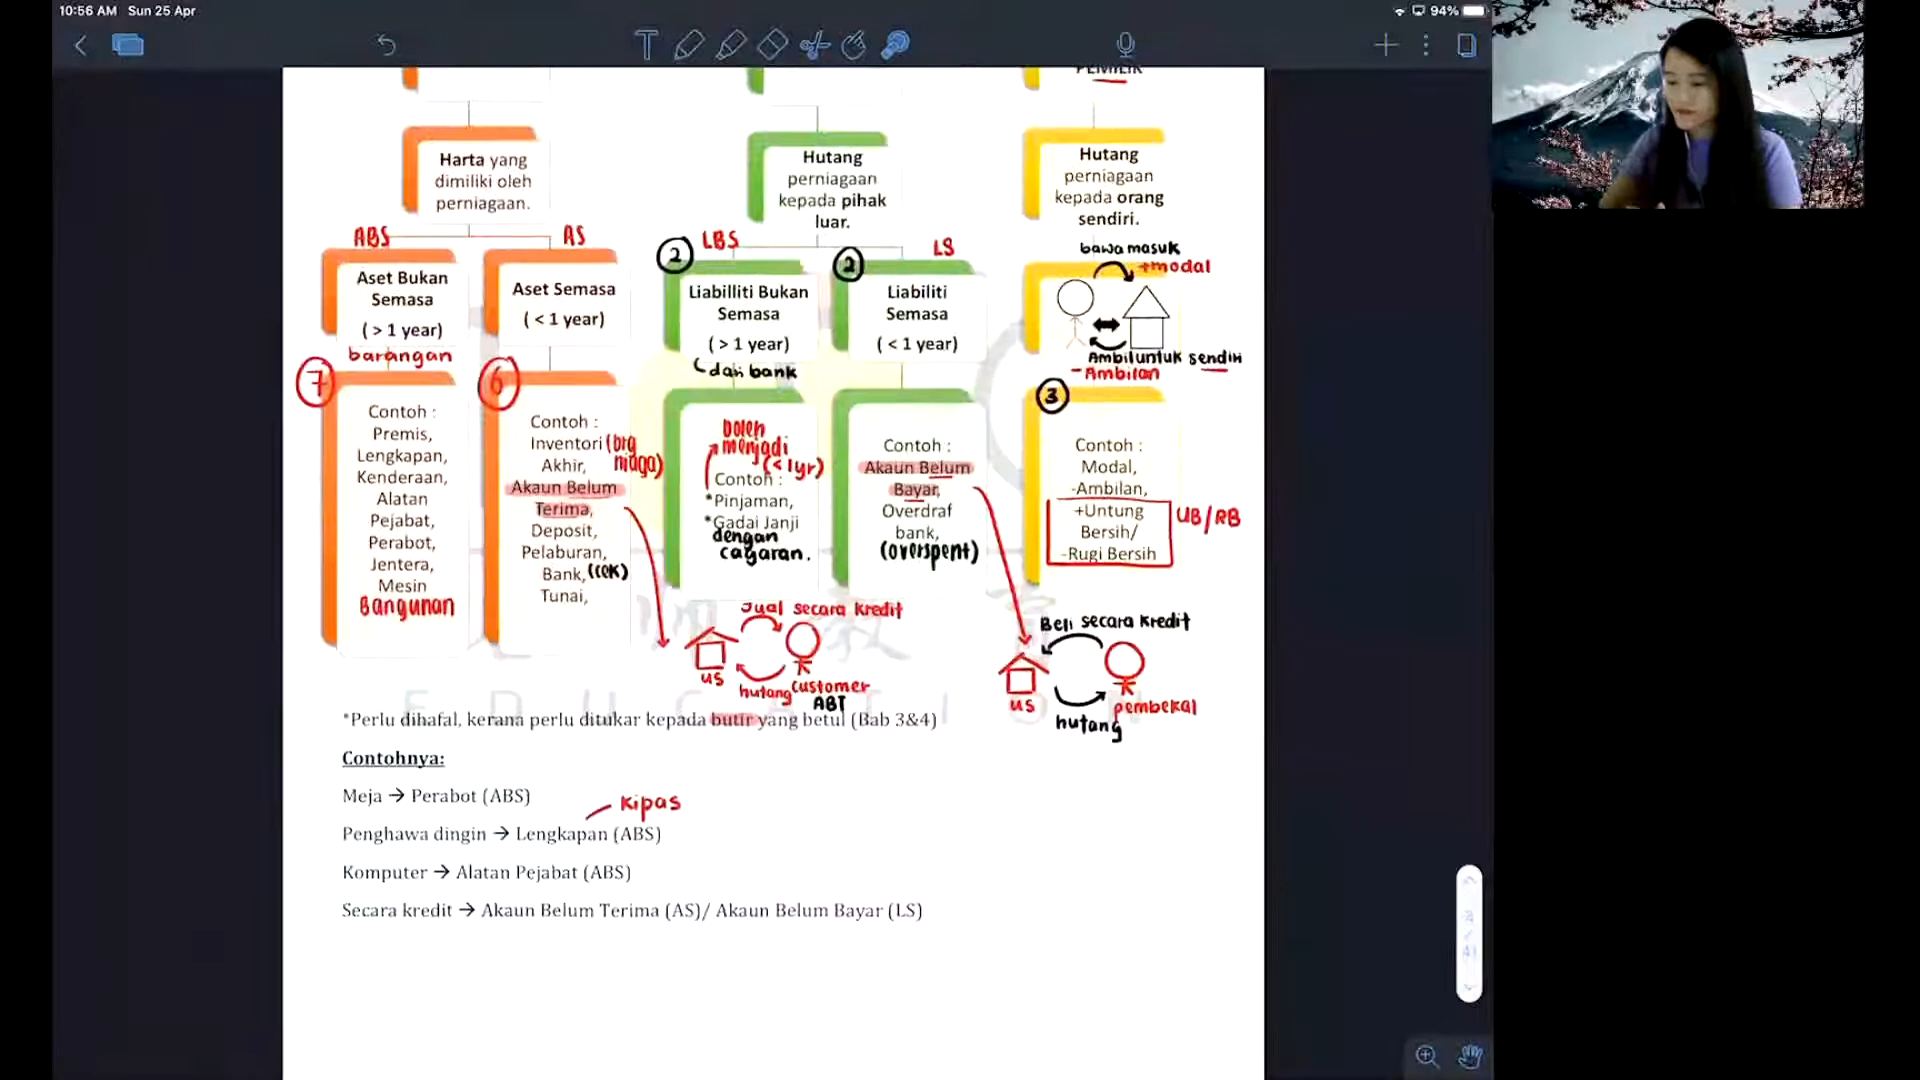 10:56 AM Sun 25 Apr
94%
PEMILIK
Harta yang
dimiliki oleh
perniagaan.
Hutang
perniagaan
kepada pihak
luar.
Hutang
perniagaan
kepada orang
sendiri.
ABS
AS
LBS
LS
Aset Bukan
Semasa
( > 1 year)
barangan
Aset Semasa
( < 1 year)
2
Liabilliti Bukan
Semasa
( > 1 year)
dari bank
2
Liabiliti
Semasa
( < 1 year)
bawa masuk
+modal
Ambil untuk sendiri
- Ambilan
7
Contoh :
Premis,
Lengkapan,
Kenderaan,
Alatan
Pejabat,
Perabot,
Jentera,
Mesin
Bangunan
6
Contoh :
Inventori (brg
Akhir, niaga)
Akaun Belum
Terima,
Deposit,
Pelaburan,
Bank, (cek)
Tunai,
boleh
menjadi
(< 1yr)
Contoh :
*Pinjaman,
*Gadai Janji
dengan
cagaran.
Contoh :
Akaun Belum
Bayar,
Overdraf
bank,
(overspent)
3
Contoh :
Modal,
-Ambilan,
+Untung
Bersih/
-Rugi Bersih
UB/RB
Jual secara kredit
us
hutang
customer
ABT
Beli secara kredit
us
pembekal
hutang
EDUCATION
*Perlu dihafal, kerana perlu ditukar kepada butir yang betul (Bab 3&4)
Contohnya:
Meja → Perabot (ABS)
Kipas
Penghawa dingin → Lengkapan (ABS)
Komputer → Alatan Pejabat (ABS)
Secara kredit → Akaun Belum Terima (AS)/ Akaun Belum Bayar (LS)